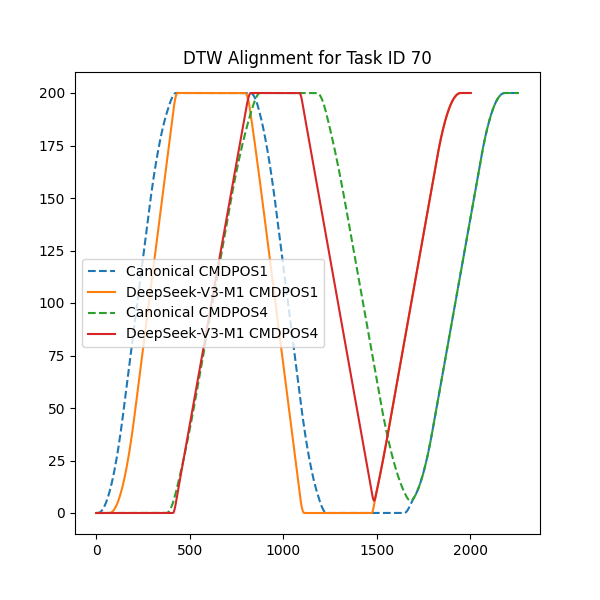 DTW Alignment for Task ID 70
200
175
150
125
100
75
50
25
0
Canonical CMDPOS1
DeepSeek-V3-M1 CMDPOS1
Canonical CMDPOS4
DeepSeek-V3-M1 CMDPOS4
0 500 1000 1500 2000